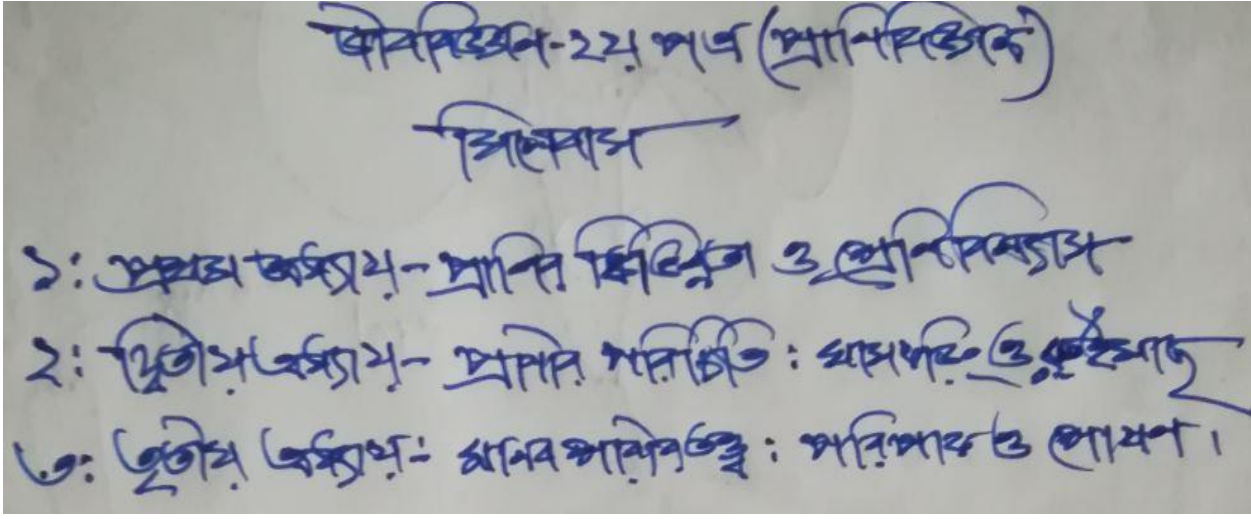 জীববিজ্ঞান-২য় পত্র (প্রাণিবিজ্ঞান)
সিলেবাস
১: প্রথম অধ্যায়- প্রানির বিভিন্নতা ও শ্রেনিবিন্যাস
২: দ্বিতীয় অধ্যায়- প্রাণীর পরিচিতি : ঘাসফড়িং ও রুইমাছ
৩: তৃতীয় অধ্যায়- মানব শারীরতত্ত্ব : পরিপাক ও শোষণ ।